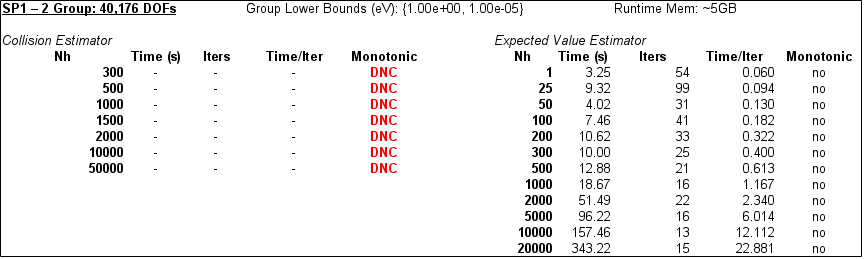 SP1 – 2 Group: 40,176 DOFs Group Lower Bounds (eV): {1.00e+00, 1.00e-05} Runtime Mem: ~5GB
Collision Estimator Expected Value Estimator
Nh Time (s) Iters Time/Iter Monotonic Nh Time (s) Iters Time/Iter Monotonic
300 - - - DNC 1 3.25 54 0.060 no
500 - - - DNC 25 9.32 99 0.094 no
1000 - - - DNC 50 4.02 31 0.130 no
1500 - - - DNC 100 7.46 41 0.182 no
2000 - - - DNC 200 10.62 33 0.322 no
10000 - - - DNC 300 10.00 25 0.400 no
50000 - - - DNC 500 12.88 21 0.613 no
1000 18.67 16 1.167 no
2000 51.49 22 2.340 no
5000 96.22 16 6.014 no
10000 157.46 13 12.112 no
20000 343.22 15 22.881 no